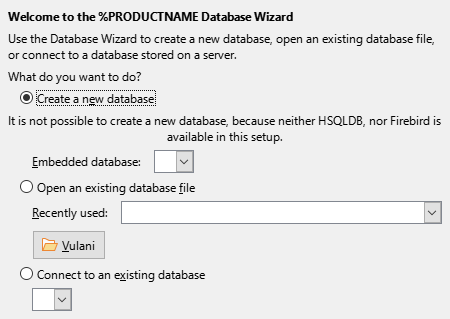 Welcome to the %PRODUCTNAME Database Wizard
Use the Database Wizard to create a new database, open an existing database file,
or connect to a database stored on a server.
What do you want to do?
Create a new database
It is not possible to create a new database, because neither HSQLDB, nor Firebird is
available in this setup.
Embedded database:
Open an existing database file
Recently used:
Vulani
Connect to an existing database